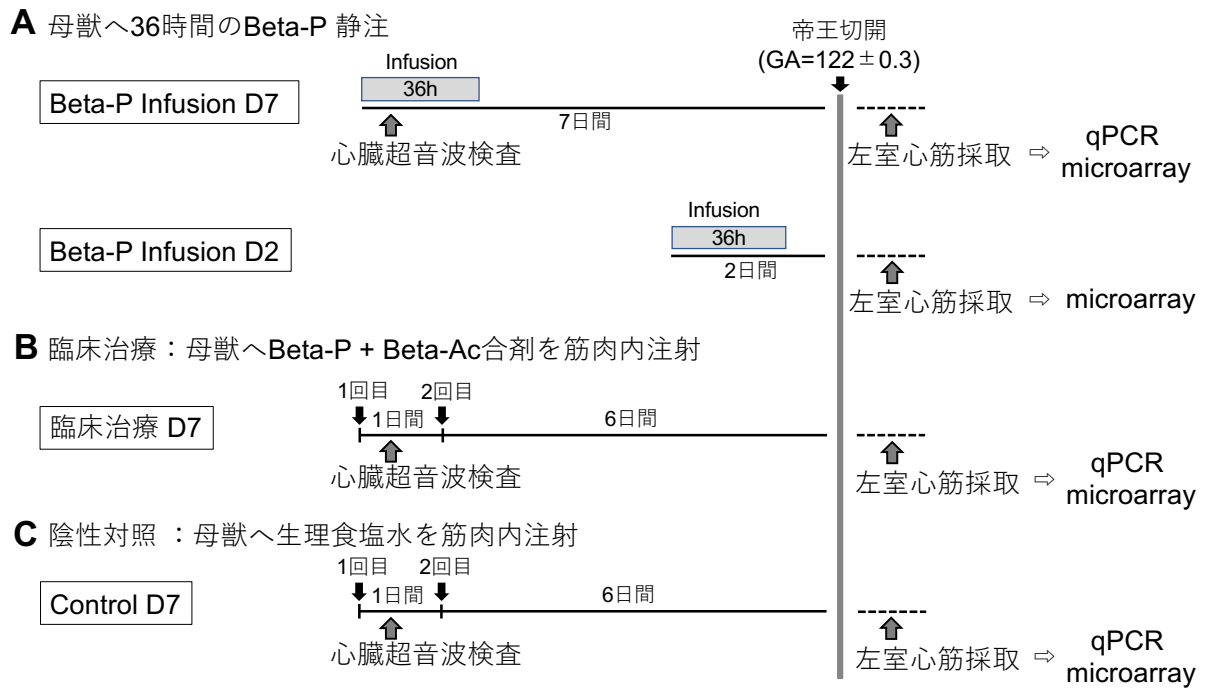 A 母獣へ36時間のBeta-P 静注
帝王切開
(GA=122±0.3)
Infusion
36h
Beta-P Infusion D7
7日間
心臓超音波検査
左室心筋採取 ⇨
qPCR
microarray
Infusion
36h
Beta-P Infusion D2
2日間
左室心筋採取 ⇨ microarray
B 臨床治療：母獣へBeta-P + Beta-Ac合剤を筋肉内注射
1回目 2回目
1日間
6日間
臨床治療 D7
心臓超音波検査
左室心筋採取 ⇨
qPCR
microarray
C 陰性対照 ：母獣へ生理食塩水を筋肉内注射
1回目 2回目
1日間
6日間
Control D7
心臓超音波検査
左室心筋採取 ⇨
qPCR
microarray